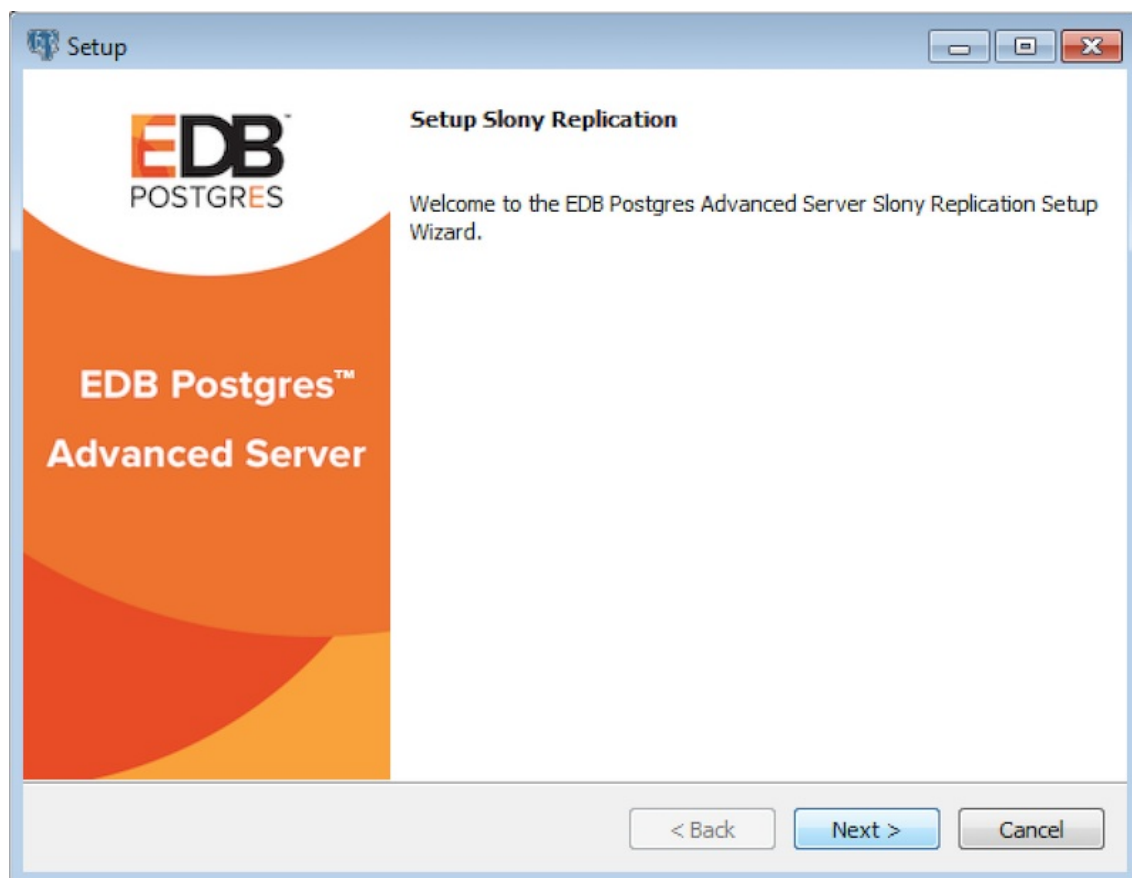 Setup
EDB™
POSTGRES
Setup Slony Replication
Welcome to the EDB Postgres Advanced Server Slony Replication Setup
Wizard.
EDB Postgres™
Advanced Server
< Back
Next >
Cancel